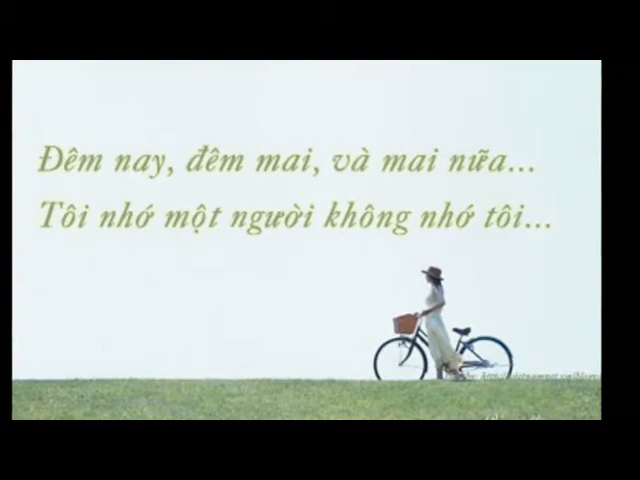 Đêm nay, đêm mai, và mai nữa...
Tôi nhớ một người không nhớ tôi...